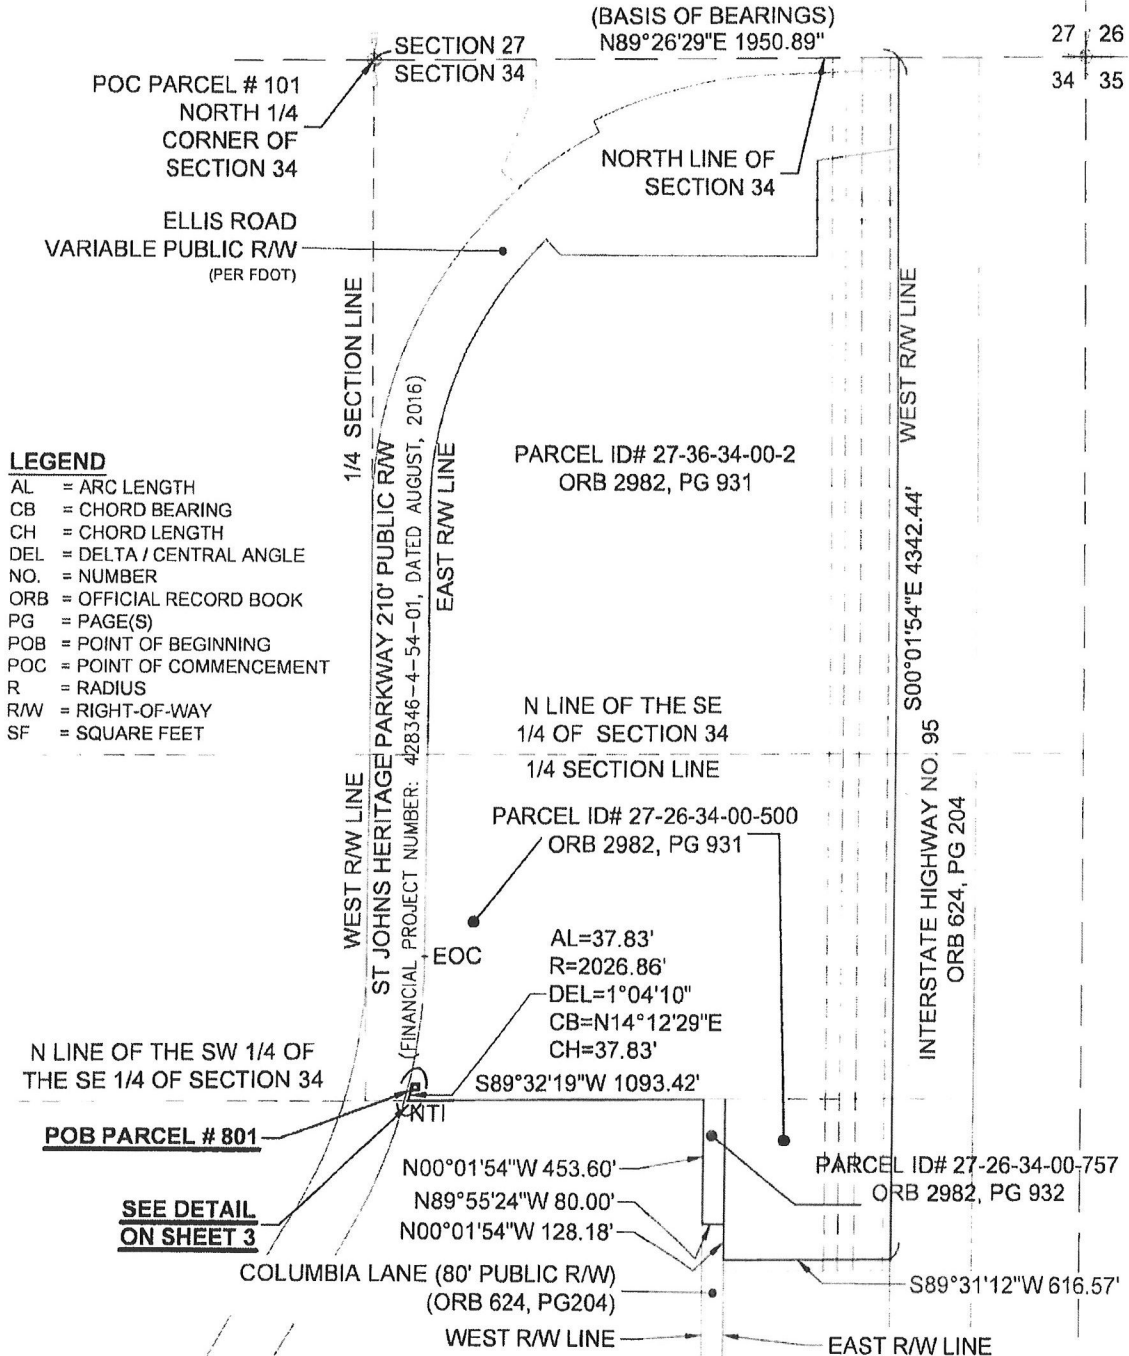 (BASIS OF BEARINGS)
N89°26'29"E 1950.89"
27 26
34 35
SECTION 27
SECTION 34
POC PARCEL # 101
NORTH 1/4
CORNER OF
SECTION 34
NORTH LINE OF
SECTION 34
ELLIS ROAD
VARIABLE PUBLIC R/W
(PER FDOT)
1/4 SECTION LINE
WEST R/W LINE
ST JOHNS HERITAGE PARKWAY 210' PUBLIC R/W
(FINANCIAL PROJECT NUMBER: 428346-4-54-01, DATED AUGUST, 2016)
EAST R/W LINE
PARCEL ID# 27-36-34-00-2
ORB 2982, PG 931
S00°01'54"E 4342.44'
LEGEND
AL = ARC LENGTH
CB = CHORD BEARING
CH = CHORD LENGTH
DEL = DELTA / CENTRAL ANGLE
NO. = NUMBER
ORB = OFFICIAL RECORD BOOK
PG = PAGE(S)
POB = POINT OF BEGINNING
POC = POINT OF COMMENCEMENT
R = RADIUS
R/W = RIGHT-OF-WAY
SF = SQUARE FEET
N LINE OF THE SE
1/4 OF SECTION 34
1/4 SECTION LINE
INTERSTATE HIGHWAY NO. 95
ORB 624, PG 204
PARCEL ID# 27-26-34-00-500
ORB 2982, PG 931
WEST R/W LINE
EOC
AL=37.83'
R=2026.86'
DEL=1°04'10"
CB=N14°12'29"E
CH=37.83'
N LINE OF THE SW 1/4 OF
THE SE 1/4 OF SECTION 34
S89°32'19"W 1093.42'
NTI
POB PARCEL # 801
N00°01'54"W 453.60'
PARCEL ID# 27-26-34-00-757
ORB 2982, PG 932
N89°55'24"W 80.00'
N00°01'54"W 128.18'
SEE DETAIL
ON SHEET 3
COLUMBIA LANE (80' PUBLIC R/W)
(ORB 624, PG204)
S89°31'12"W 616.57'
WEST R/W LINE
EAST R/W LINE